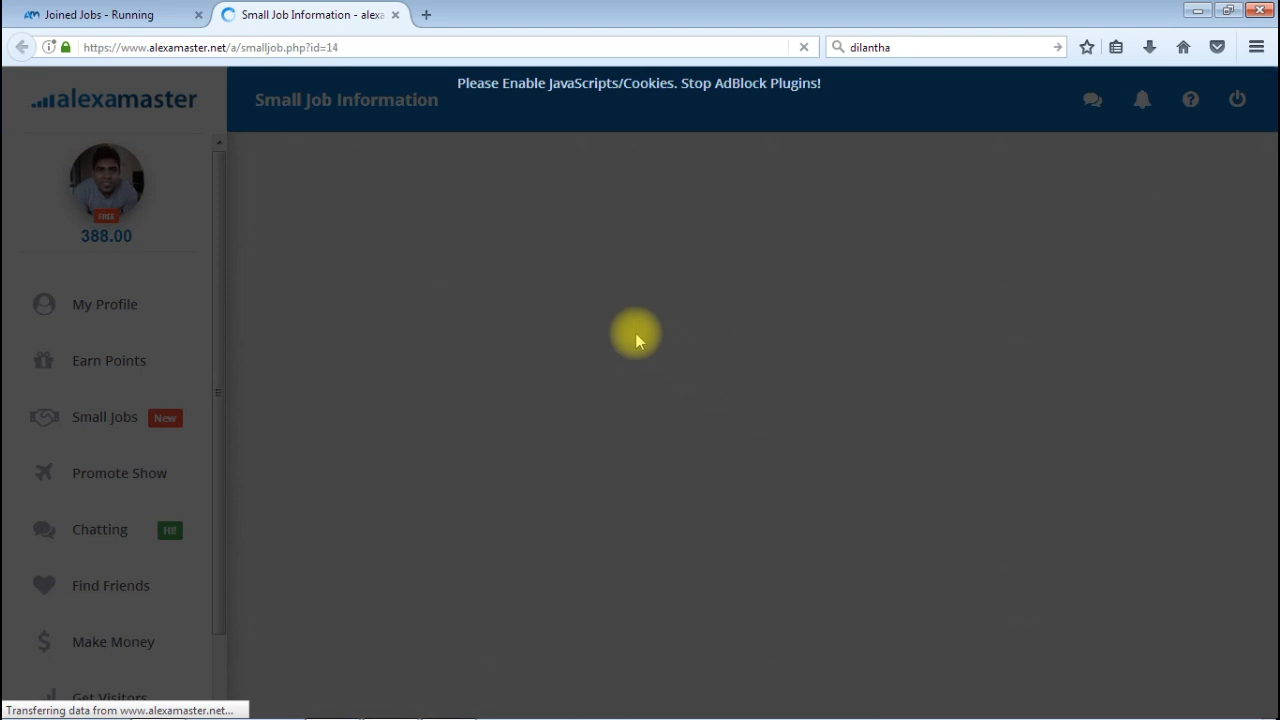 Joined Jobs - Running
Small Job Information - alexa
https://www.alexamaster.net/a/smalljob.php?id=14
dilantha
Please Enable JavaScripts/Cookies. Stop AdBlock Plugins!
alexamaster
Small Job Information
FREE
388.00
My Profile
Earn Points
Small Jobs New
Promote Show
Chatting HI!
Find Friends
Make Money
Get Visitors
Transferring data from www.alexamaster.net...